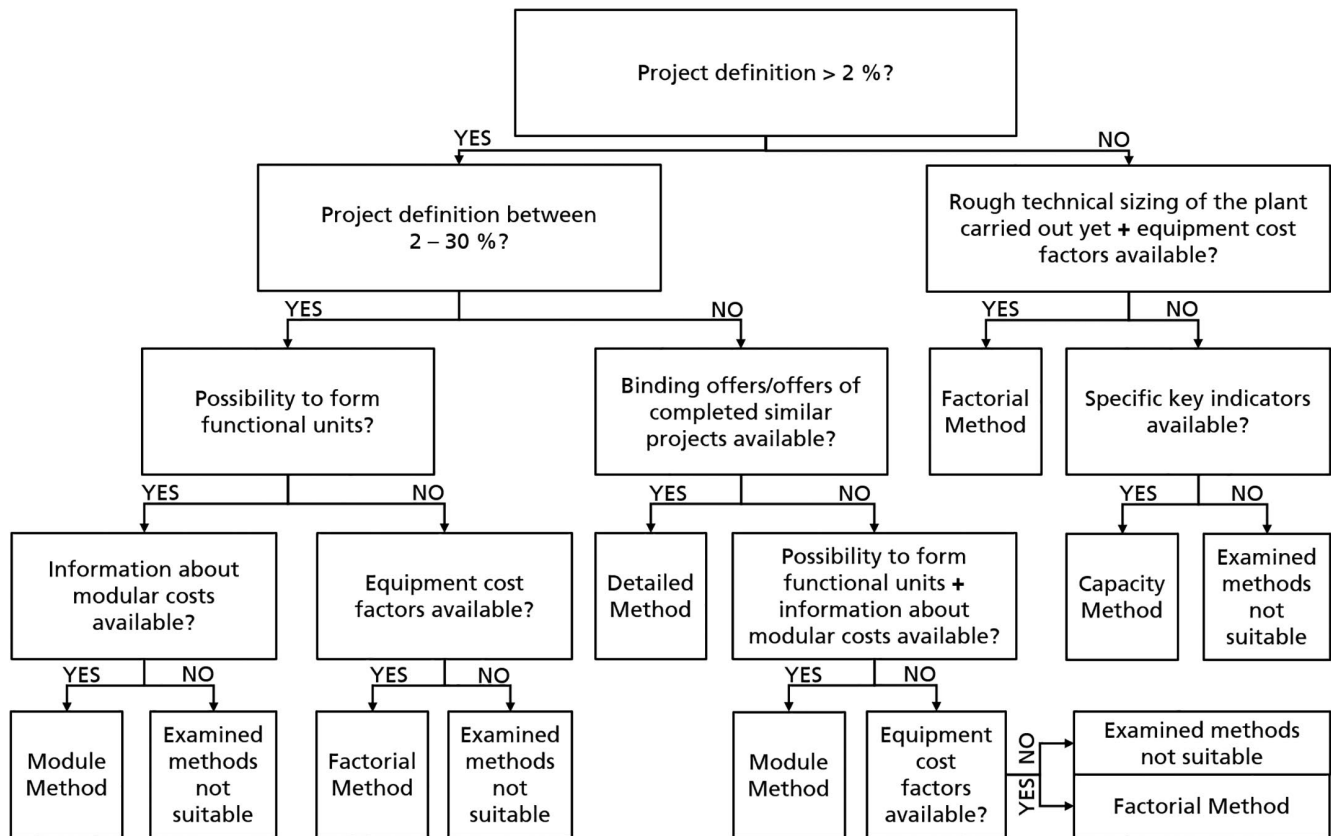 Project definition > 2 %?
YES
NO
Project definition between
2 – 30 %?
Rough technical sizing of the plant
carried out yet + equipment cost
factors available?
YES
NO
YES
NO
Possibility to form
functional units?
Binding offers/offers of
completed similar
projects available?
Factorial
Method
Specific key indicators
available?
YES
NO
YES
NO
YES
NO
Information about
modular costs
available?
Equipment cost
factors available?
Detailed
Method
Possibility to form
functional units +
information about
modular costs available?
Capacity
Method
Examined
methods
not
suitable
YES
NO
YES
NO
YES
NO
Module
Method
Examined
methods
not
suitable
Factorial
Method
Examined
methods
not
suitable
Module
Method
Equipment
cost
factors
available?
NO
YES
Examined methods
not suitable
Factorial Method